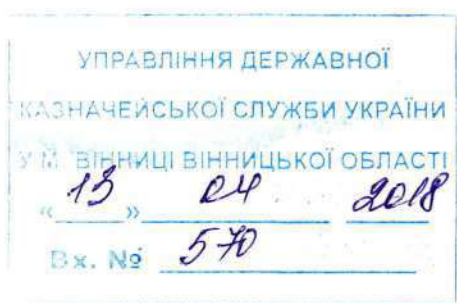 УПРАВЛІННЯ ДЕРЖАВНОЇ
КАЗНАЧЕЙСЬКОЇ СЛУЖБИ УКРАЇНИ
У М. ВІННИЦІ ВІННИЦЬКОЇ ОБЛАСТІ
«13» 04 2018
Вх. № 570